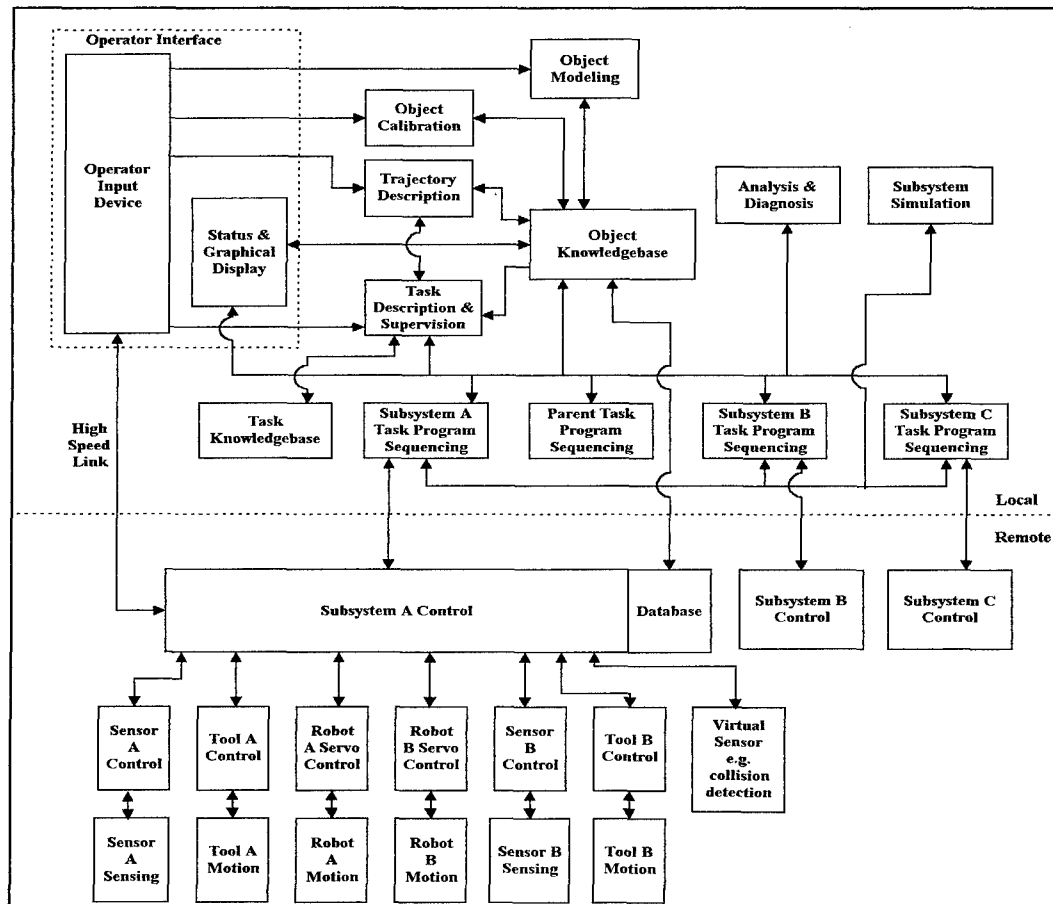 Operator Interface
Operator
Input
Device
Status &
Graphical
Display
Object
Modeling
Object
Calibration
Trajectory
Description
Task
Description &
Supervision
Object
Knowledgebase
Analysis &
Diagnosis
Subsystem
Simulation
High
Speed
Link
Task
Knowledgebase
Subsystem A
Task Program
Sequencing
Parent Task
Program
Sequencing
Subsystem B
Task Program
Sequencing
Subsystem C
Task Program
Sequencing
Local
Remote
Subsystem A Control
Database
Subsystem B
Control
Subsystem C
Control
Sensor
A
Control
Tool A
Control
Robot
A Servo
Control
Robot
B Servo
Control
Sensor
B
Control
Tool B
Control
Virtual
Sensor
e.g.
collision
detection
Sensor
A
Sensing
Tool A
Motion
Robot
A
Motion
Robot
B
Motion
Sensor B
Sensing
Tool B
Motion